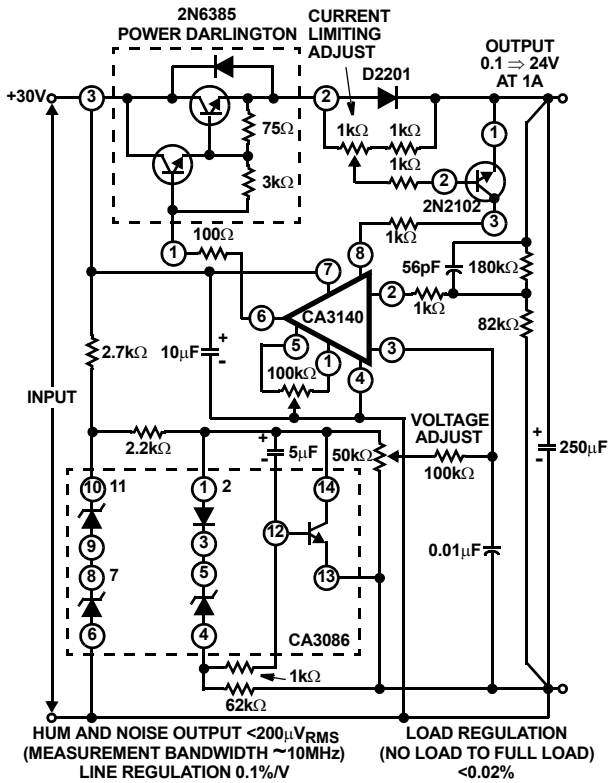 2N6385
POWER DARLINGTON
CURRENT
LIMITING
ADJUST
OUTPUT
0.1 ⇒ 24V
AT 1A
+30V
3
2
D2201
1
75Ω
1kΩ
1kΩ
1kΩ
3kΩ
2
2N2102
3
1
100Ω
1kΩ
8
7
56pF
180kΩ
6
CA3140
2
1kΩ
82kΩ
2.7kΩ
10µF
+
-
5
1
3
4
100kΩ
INPUT
VOLTAGE
ADJUST
2.2kΩ
+
-
5µF
50kΩ
100kΩ
+
-
250µF
10
11
1
2
14
9
3
12
0.01µF
8
7
5
13
6
4
CA3086
1kΩ
62kΩ
HUM AND NOISE OUTPUT <200µVRMS
(MEASUREMENT BANDWIDTH ~10MHz)
LINE REGULATION 0.1%/V
LOAD REGULATION
(NO LOAD TO FULL LOAD)
<0.02%